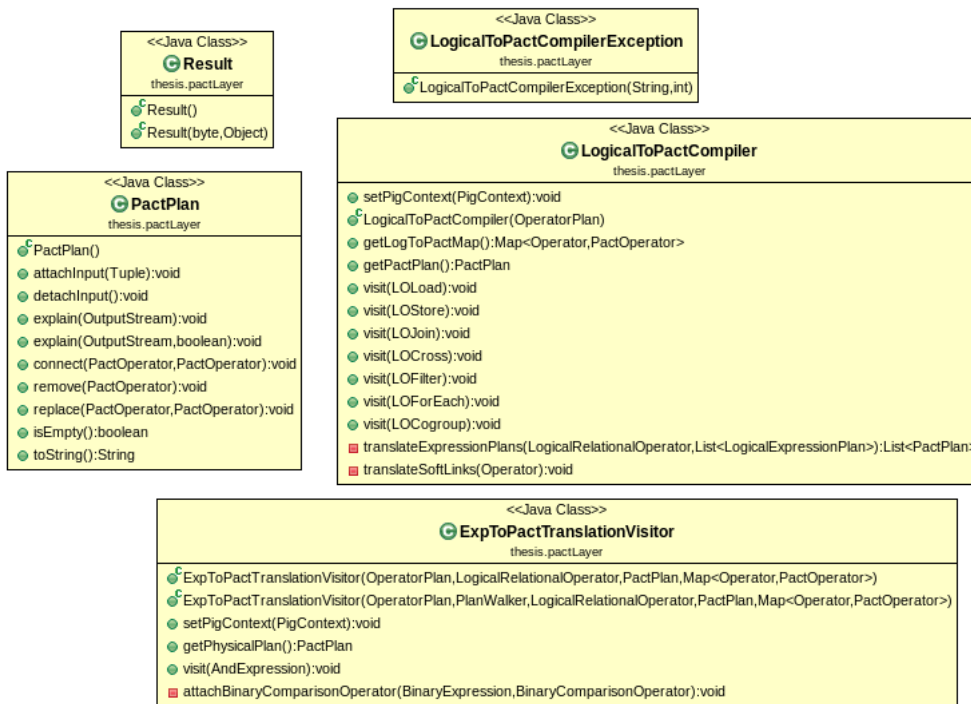 <<Java Class>>
Result
thesis.pactLayer
Result()
Result(byte,Object)
<<Java Class>>
LogicalToPactCompilerException
thesis.pactLayer
LogicalToPactCompilerException(String,int)
<<Java Class>>
PactPlan
thesis.pactLayer
PactPlan()
attachInput(Tuple):void
detachInput():void
explain(OutputStream):void
explain(OutputStream,boolean):void
connect(PactOperator,PactOperator):void
remove(PactOperator):void
replace(PactOperator,PactOperator):void
isEmpty():boolean
toString():String
<<Java Class>>
LogicalToPactCompiler
thesis.pactLayer
setPigContext(PigContext):void
LogicalToPactCompiler(OperatorPlan)
getLogToPactMap():Map<Operator,PactOperator>
getPactPlan():PactPlan
visit(LOLoad):void
visit(LOStore):void
visit(LOJoin):void
visit(LOCross):void
visit(LOFilter):void
visit(LOForEach):void
visit(LOCogroup):void
translateExpressionPlans(LogicalRelationalOperator,List<LogicalExpressionPlan>):List<PactPlan>
translateSoftLinks(Operator):void
<<Java Class>>
ExpToPactTranslationVisitor
thesis.pactLayer
ExpToPactTranslationVisitor(OperatorPlan,LogicalRelationalOperator,PactPlan,Map<Operator,PactOperator>)
ExpToPactTranslationVisitor(OperatorPlan,PlanWalker,LogicalRelationalOperator,PactPlan,Map<Operator,PactOperator>)
setPigContext(PigContext):void
getPhysicalPlan():PactPlan
visit(AndExpression):void
attachBinaryComparisonOperator(BinaryExpression,BinaryComparisonOperator):void